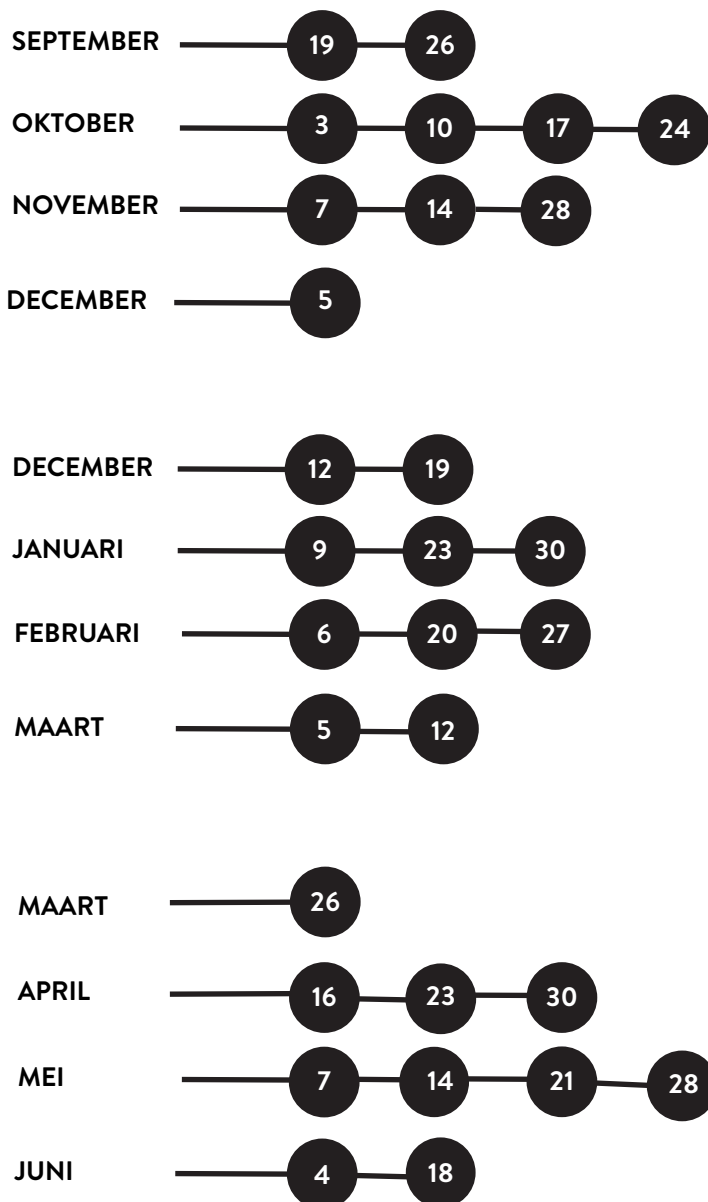 SEPTEMBER 19 26
OKTOBER 3 10 17 24
NOVEMBER 7 14 28
DECEMBER 5
DECEMBER 12 19
JANUARI 9 23 30
FEBRUARI 6 20 27
MAART 5 12
MAART 26
APRIL 16 23 30
MEI 7 14 21 28
JUNI 4 18